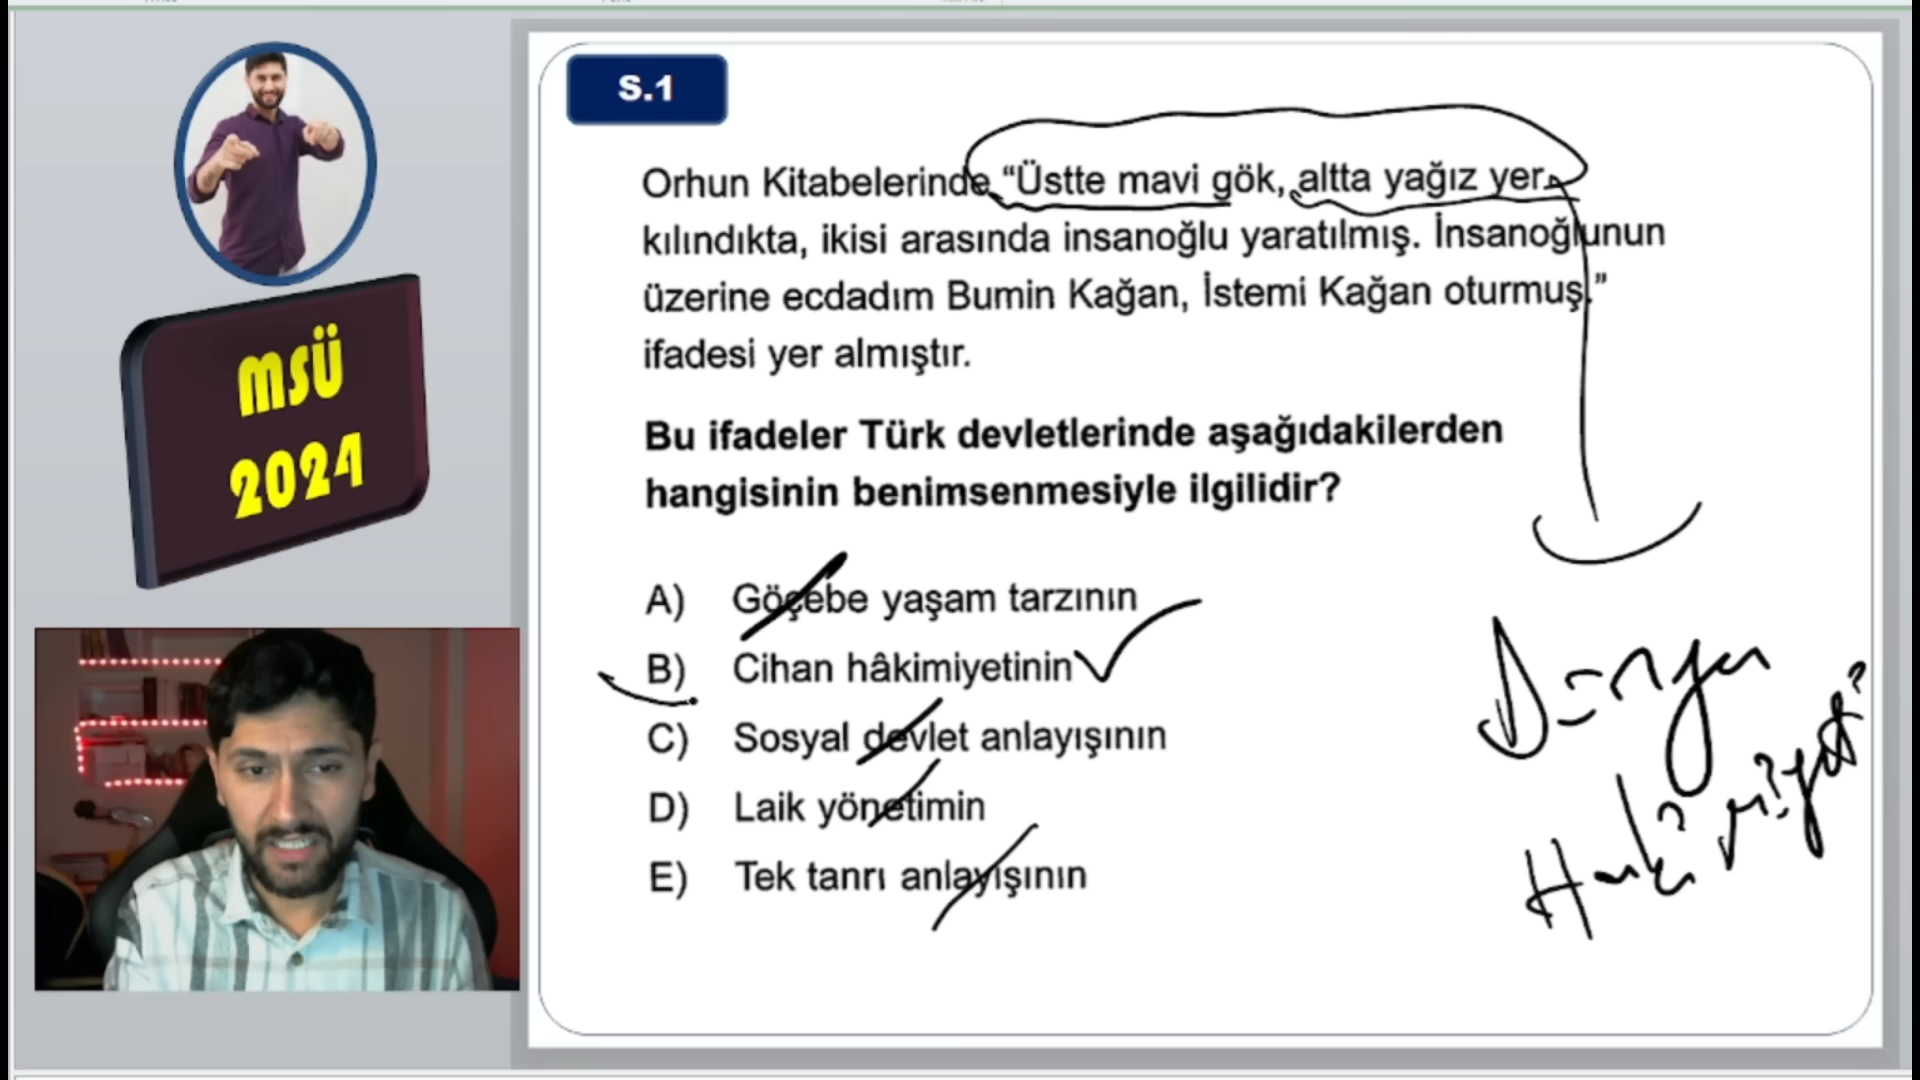 S.1
Orhun Kitabelerinde “Üstte mavi gök, altta yağız yer
kılındıkta, ikisi arasında insanoğlu yaratılmış. İnsanoğlunun
üzerine ecdadım Bumin Kağan, İstemi Kağan oturmuş.”
ifadesi yer almıştır.
Bu ifadeler Türk devletlerinde aşağıdakilerden
hangisinin benimsenmesiyle ilgilidir?
A) Göçebe yaşam tarzının
B) Cihan hâkimiyetinin
C) Sosyal devlet anlayışının
D) Laik yönetimin
E) Tek tanrı anlayışının
Dünya
Hakimiyeti
MSÜ
2024